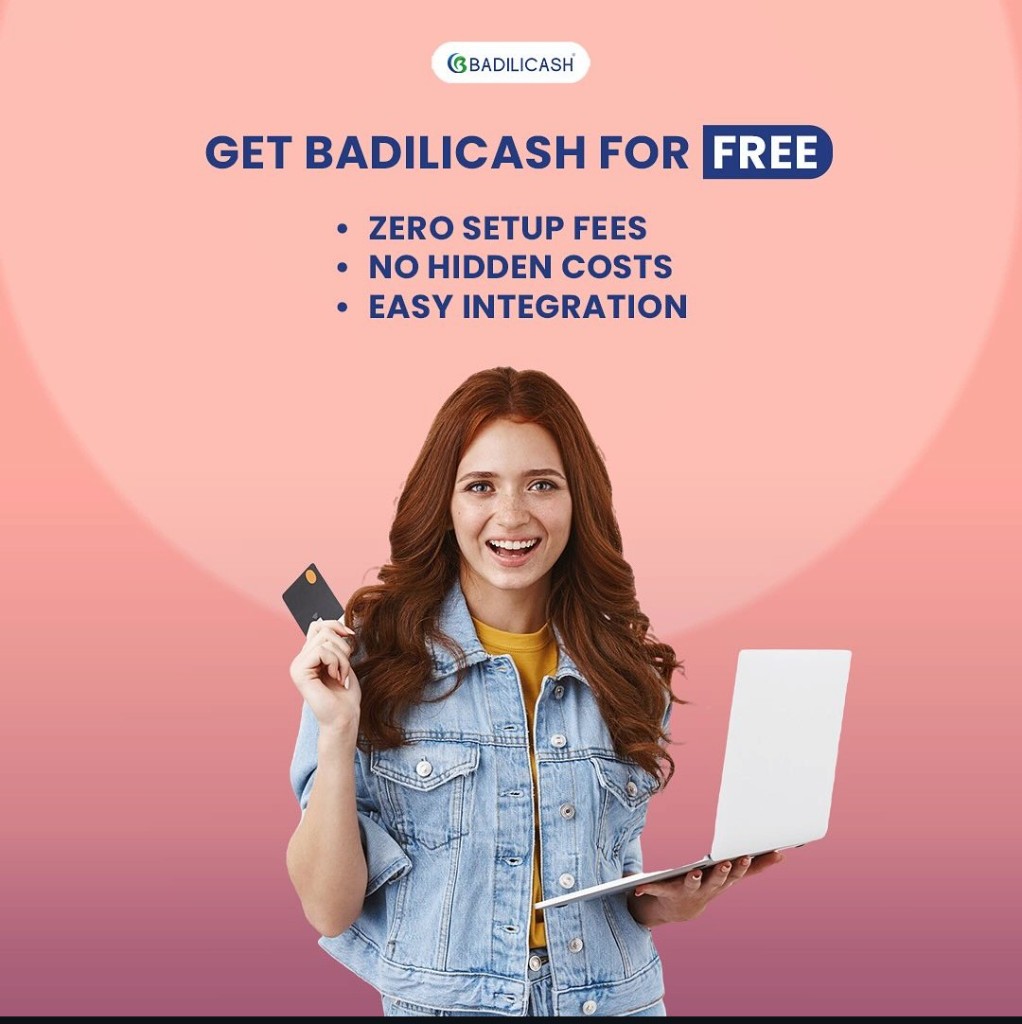 BADILICASH
GET BADILICASH FOR FREE
• ZERO SETUP FEES
• NO HIDDEN COSTS
• EASY INTEGRATION